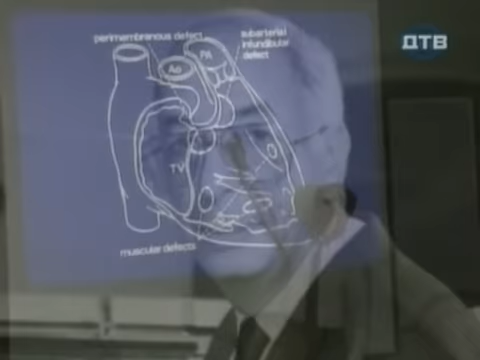 perimembranous defect
subarterial
infundibular
defect
Ao
PA
TV
muscular defects
ДТВ